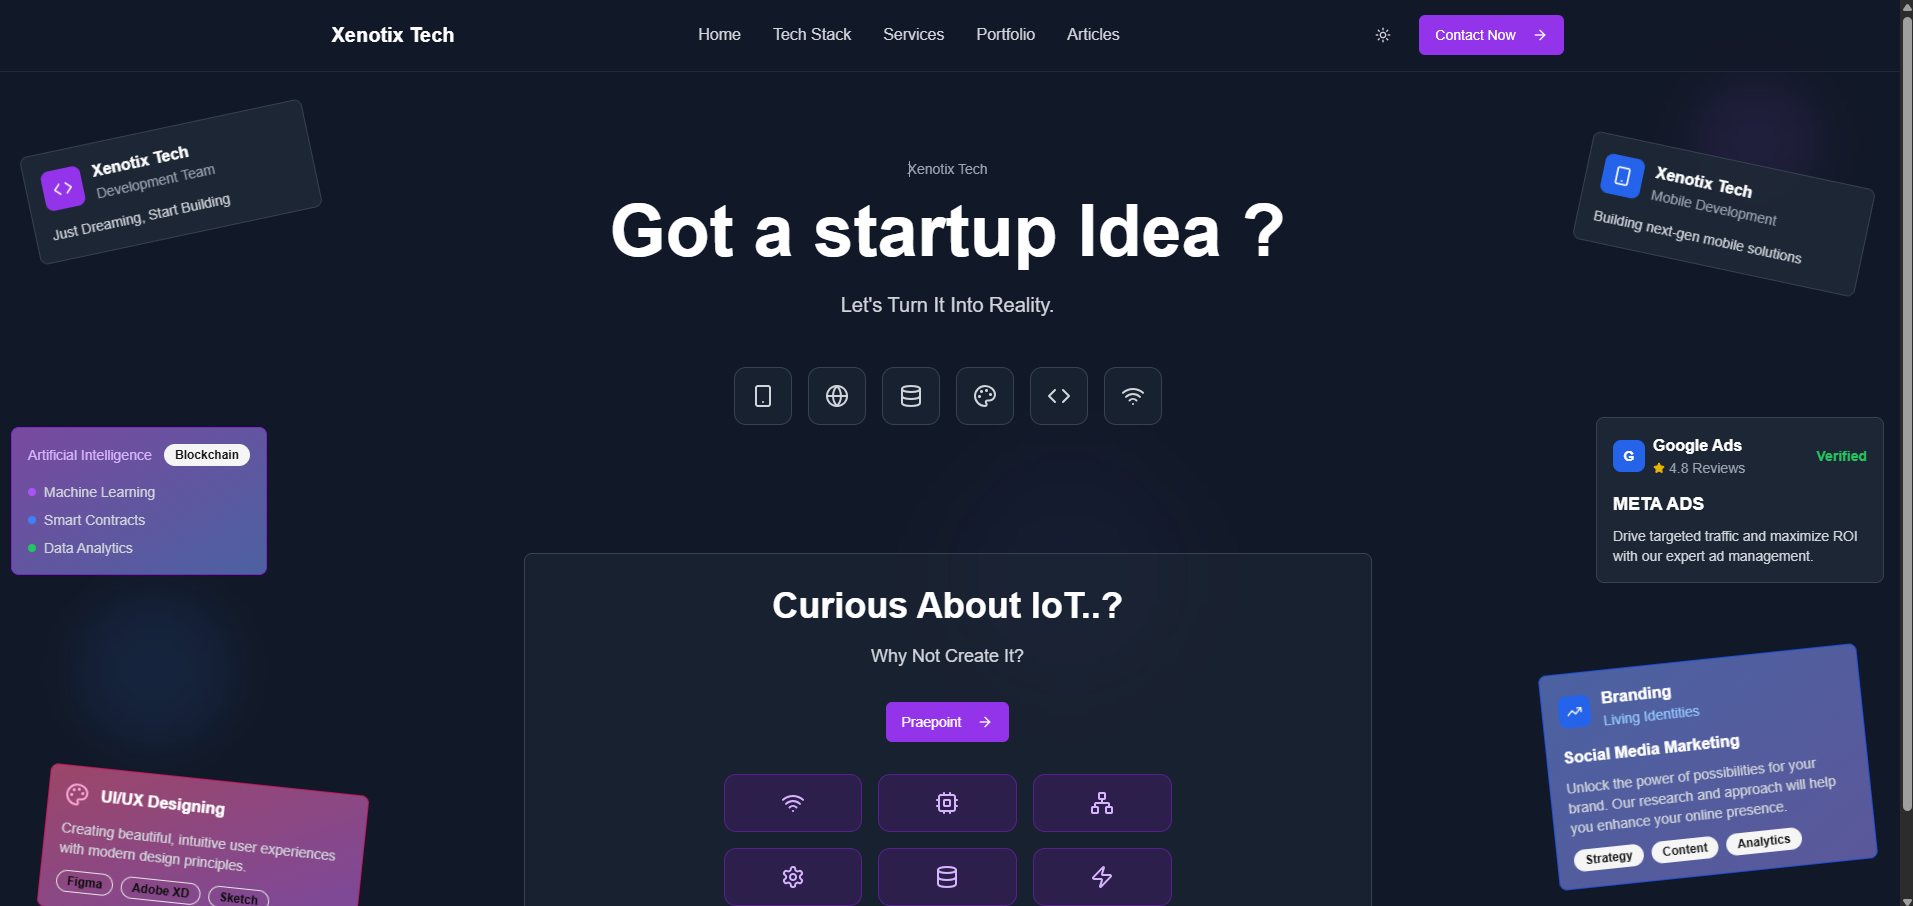 Xenotix Tech
Home
Tech Stack
Services
Portfolio
Articles
Contact Now
Xenotix Tech
Development Team
Just Dreaming, Start Building
Xenotix Tech
Got a startup Idea ?
Let's Turn It Into Reality.
Xenotix Tech
Mobile Development
Building next-gen mobile solutions
Artificial Intelligence
Blockchain
Machine Learning
Smart Contracts
Data Analytics
G
Google Ads
4.8 Reviews
Verified
META ADS
Drive targeted traffic and maximize ROI
with our expert ad management.
Curious About IoT..?
Why Not Create It?
Praepoint
Branding
Living Identities
Social Media Marketing
Unlock the power of possibilities for your
brand. Our research and approach will help
you enhance your online presence.
Strategy
Content
Analytics
UI/UX Designing
Creating beautiful, intuitive user experiences
with modern design principles.
Figma
Adobe XD
Sketch